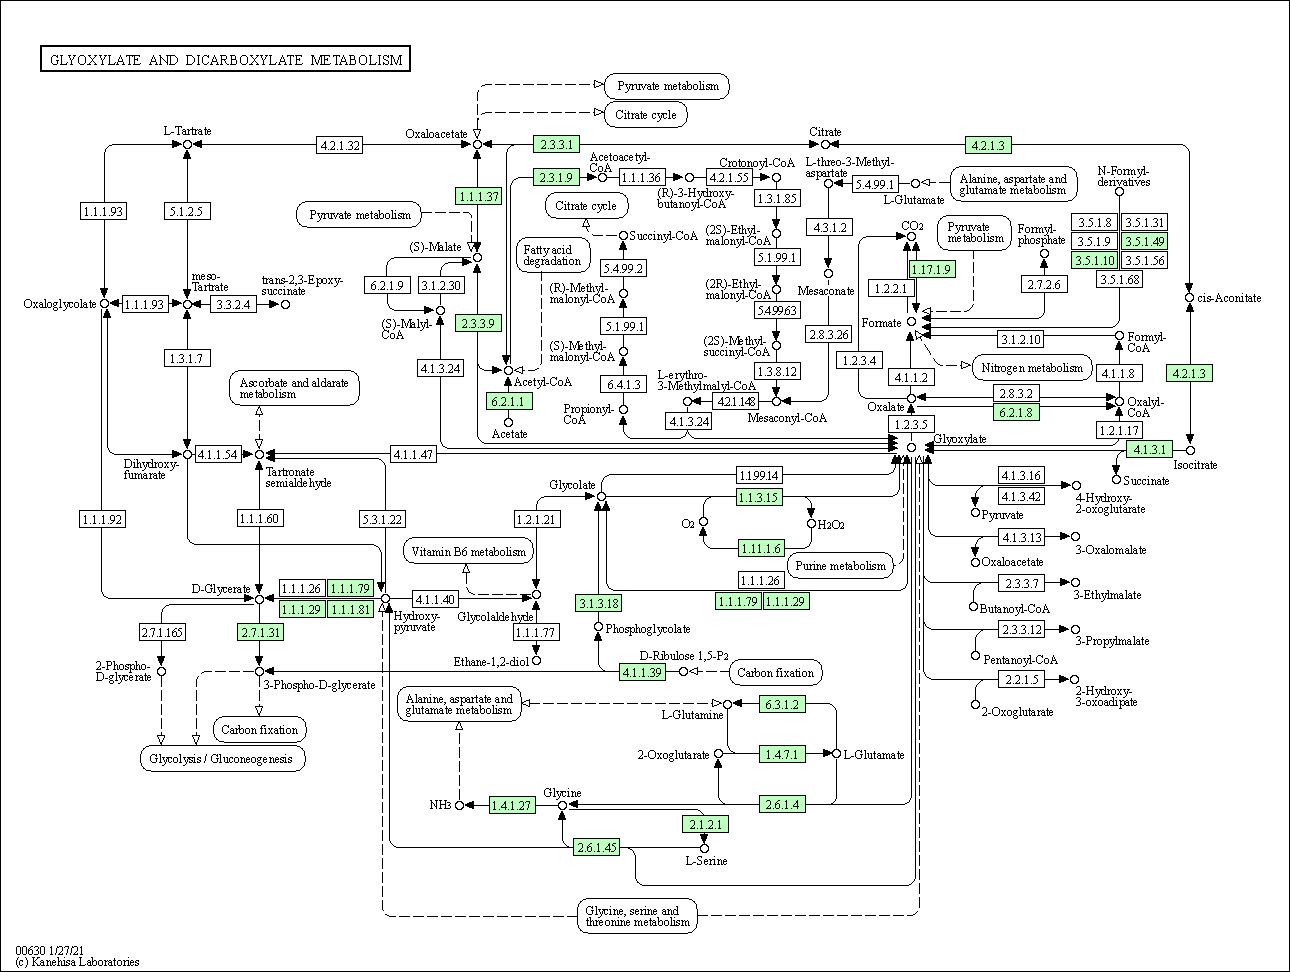 GLYOXYLATE AND DICARBOXYLATE METABOLISM
Pyruvate metabolism
Citrate cycle
L-Tartrate
4.2.1.32
Oxaloacetate
2.3.3.1
Citrate
4.2.1.3
Acetoacetyl-
CoA
2.3.1.9
1.1.1.36
4.2.1.55
Crotonoyl-CoA
(R)-3-Hydroxy-
butanoyl-CoA
1.3.1.85
L-threo-3-Methyl-
aspartate
5.4.99.1
L-Glutamate
Alanine, aspartate and
glutamate metabolism
N-Formyl-
derivatives
1.1.1.93
5.1.2.5
1.1.1.37
Pyruvate metabolism
Citrate cycle
(S)-Malate
Fatty acid
degradation
Succinyl-CoA
(2S)-Ethyl-
malonyl-CoA
4.3.1.2
CO2
Pyruvate
metabolism
Formyl-
phosphate
3.5.1.8
3.5.1.31
3.5.1.9
3.5.1.49
3.5.1.10
3.5.1.56
3.5.1.68
5.4.99.2
5.1.99.1
1.17.1.9
Mesaconate
1.2.2.1
2.7.2.6
6.2.1.9
3.1.2.30
(R)-Methyl-
malonyl-CoA
(2R)-Ethyl-
malonyl-CoA
meso-
Tartrate
trans-2,3-Epoxy-
succinate
Oxaloglycolate
1.1.1.93
3.3.2.4
cis-Aconitate
5.4.99.63
(S)-Malyl-
CoA
2.3.3.9
5.1.99.1
Formate
2.8.3.26
3.1.2.10
Formyl-
CoA
1.3.1.7
4.1.3.24
(S)-Methyl-
malonyl-CoA
(2S)-Methyl-
succinyl-CoA
1.2.3.4
Nitrogen metabolism
Acetyl-CoA
6.4.1.3
1.3.8.12
4.1.1.2
4.1.1.8
4.2.1.3
Ascorbate and aldarate
metabolism
L-erythro-
3-Methylmalyl-CoA
6.2.1.1
4.2.1.148
Mesaconyl-CoA
2.8.3.2
6.2.1.8
Oxalate
Oxalyl-
CoA
Propionyl-
CoA
4.1.3.24
Acetate
1.2.3.5
1.2.1.17
Glyoxylate
4.1.3.1
Isocitrate
Dihydroxy-
fumarate
4.1.1.54
Tartronate
semialdehyde
4.1.1.47
Succinate
Glycolate
1.1.99.14
1.1.3.15
4.1.3.16
4.1.3.42
4-Hydroxy-
2-oxoglutarate
Pyruvate
1.1.1.92
1.1.1.60
5.3.1.22
1.2.1.21
O2
H2O2
4.1.3.13
3-Oxalomalate
Oxaloacetate
Vitamin B6 metabolism
1.11.1.6
Purine metabolism
D-Glycerate
1.1.1.26
1.1.1.79
1.1.1.29
1.1.1.81
4.1.1.40
Hydroxy-
pyruvate
Glycolaldehyde
1.1.1.26
1.1.1.79
1.1.1.29
2.3.3.7
3-Ethylmalate
Butanoyl-CoA
3.1.3.18
2.7.1.165
2.7.1.31
1.1.1.77
Phosphoglycolate
2.3.3.12
3-Propylmalate
Pentanoyl-CoA
2-Phospho-
D-glycerate
Ethane-1,2-diol
D-Ribulose 1,5-P2
4.1.1.39
Carbon fixation
3-Phospho-D-glycerate
2.2.1.5
2-Hydroxy-
3-oxoadipate
2-Oxoglutarate
Carbon fixation
Alanine, aspartate and
glutamate metabolism
L-Glutamine
6.3.1.2
Glycolysis / Gluconeogenesis
2-Oxoglutarate
1.4.7.1
L-Glutamate
NH3
1.4.1.27
Glycine
2.6.1.4
2.1.2.1
2.6.1.45
L-Serine
Glycine, serine and
threonine metabolism
00630 1/27/21
(c) Kanehisa Laboratories